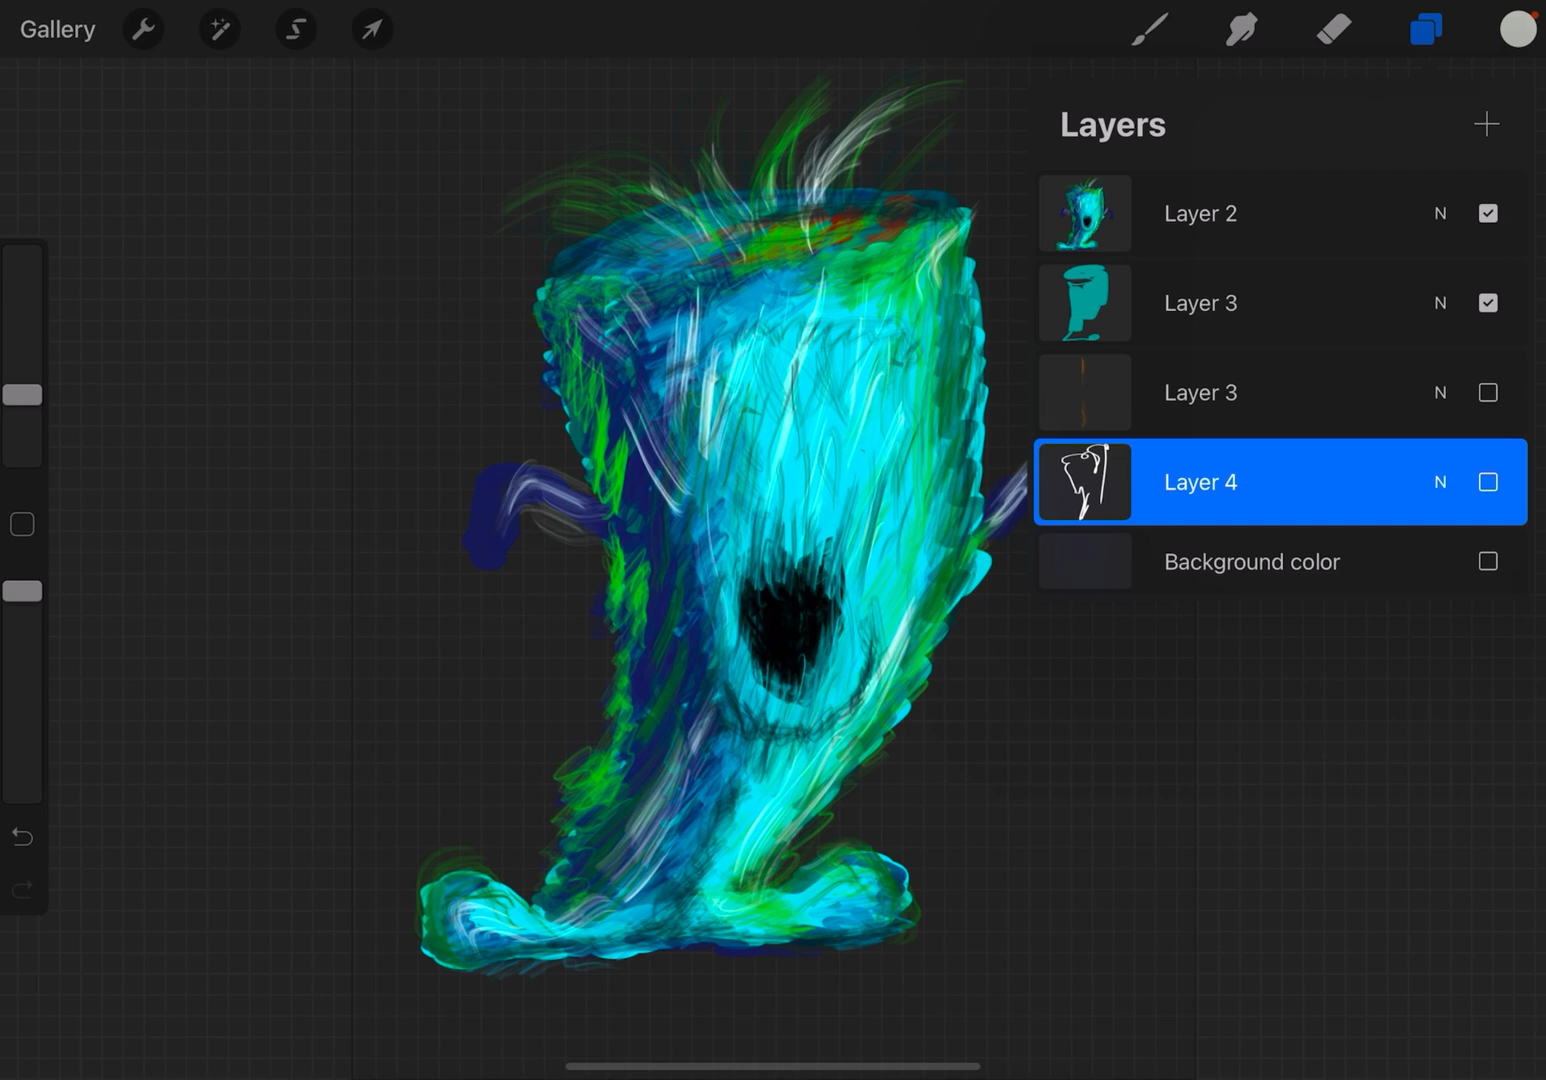 Gallery
Layers
Layer 2 N
Layer 3 N
Layer 3 N
Layer 4 N
Background color